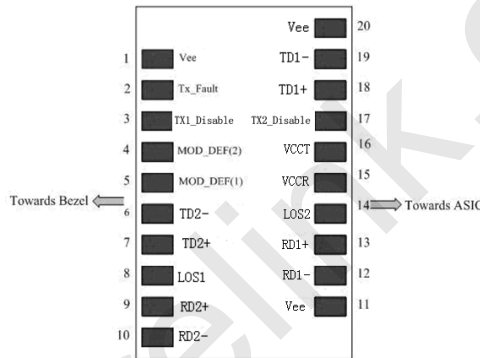 Vee 20
1 Vee TD1- 19
2 Tx_Fault TD1+ 18
3 TX1_Disable TX2_Disable 17
4 MOD_DEF(2) VCCT 16
5 MOD_DEF(1) VCCR 15
Towards Bezel 6 TD2- LOS2 14 Towards ASIC
7 TD2+ RD1+ 13
8 LOS1 RD1- 12
9 RD2+ Vee 11
10 RD2-